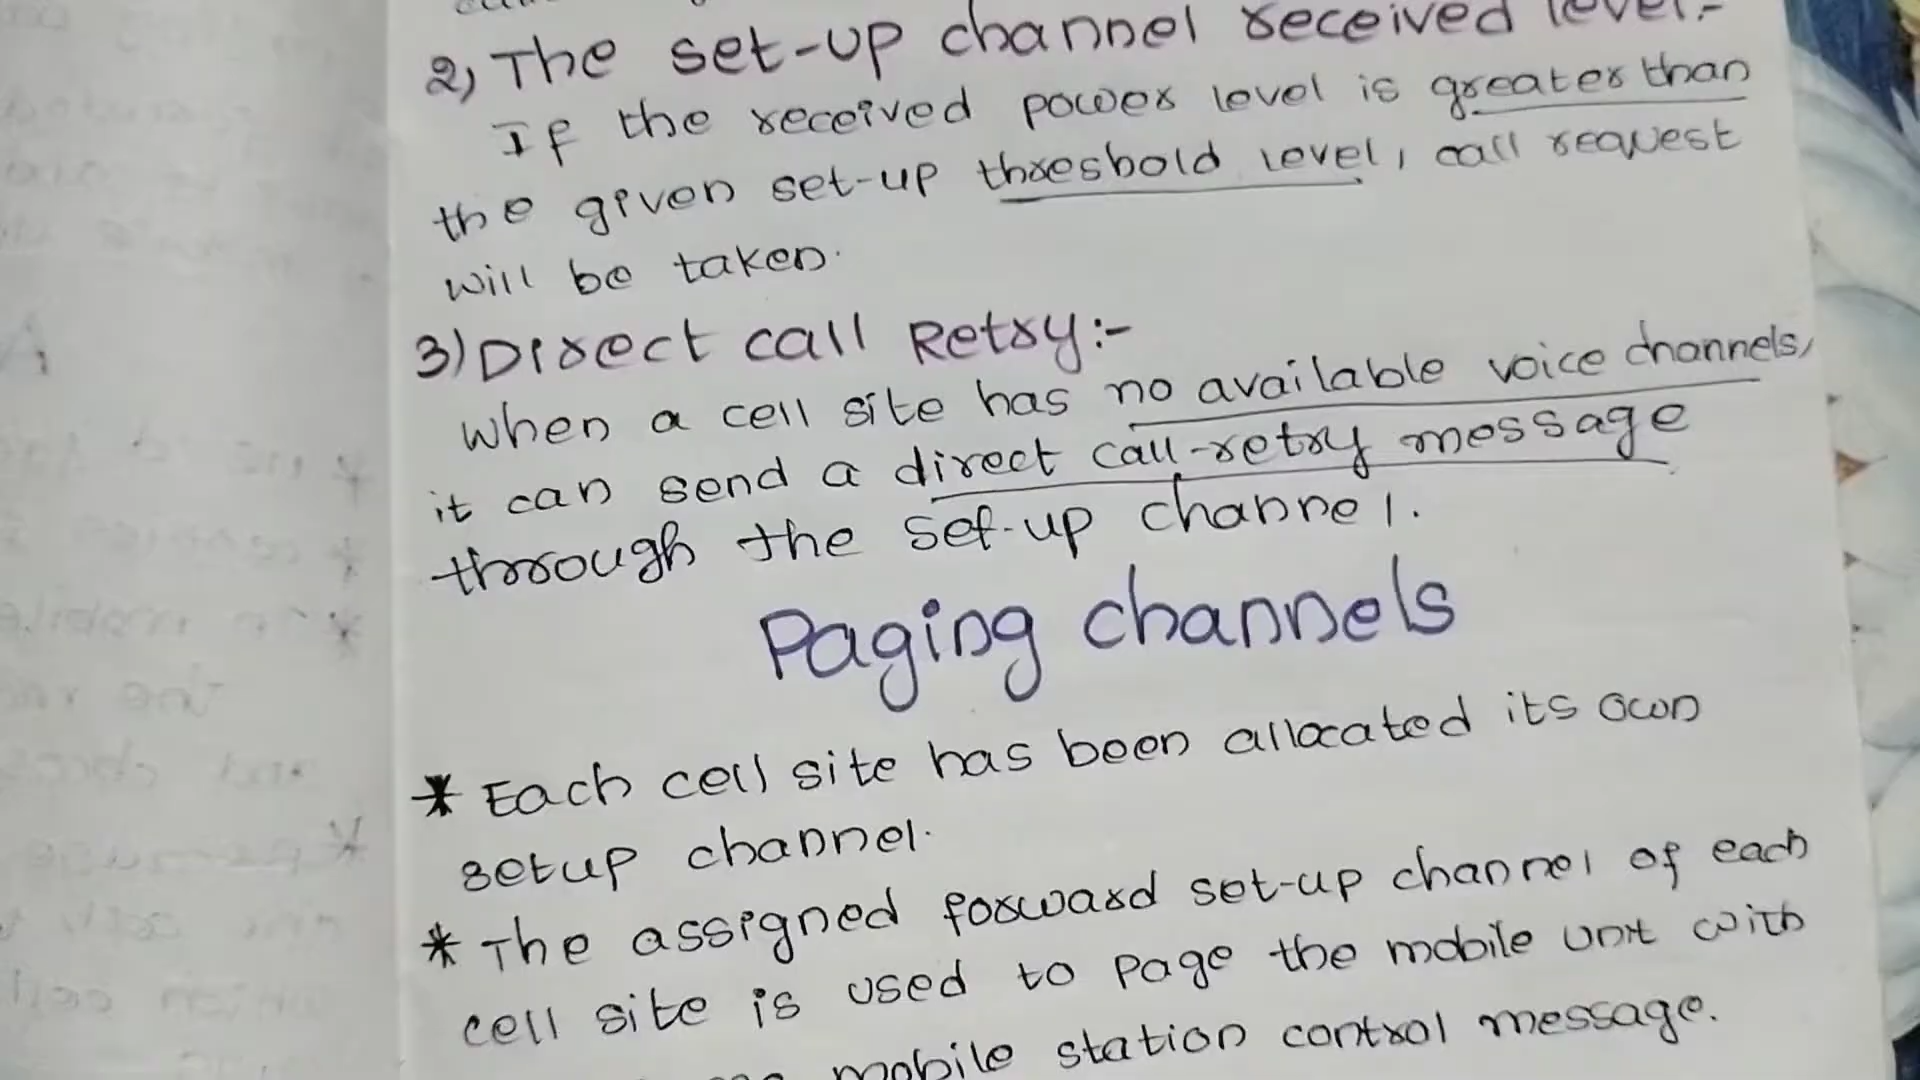 2) The set-up channel received level:-
If the received power level is greater than
the given set-up threshold level, call request
will be taken.
3) Direct call Retry:-
when a cell site has no available voice channels,
it can send a direct call-retry message
through the set-up channel.
Paging channels
* Each cell site has been allocated its own
setup channel.
* The assigned forward set-up channel of each
cell site is used to page the mobile unit with
mobile station control message.